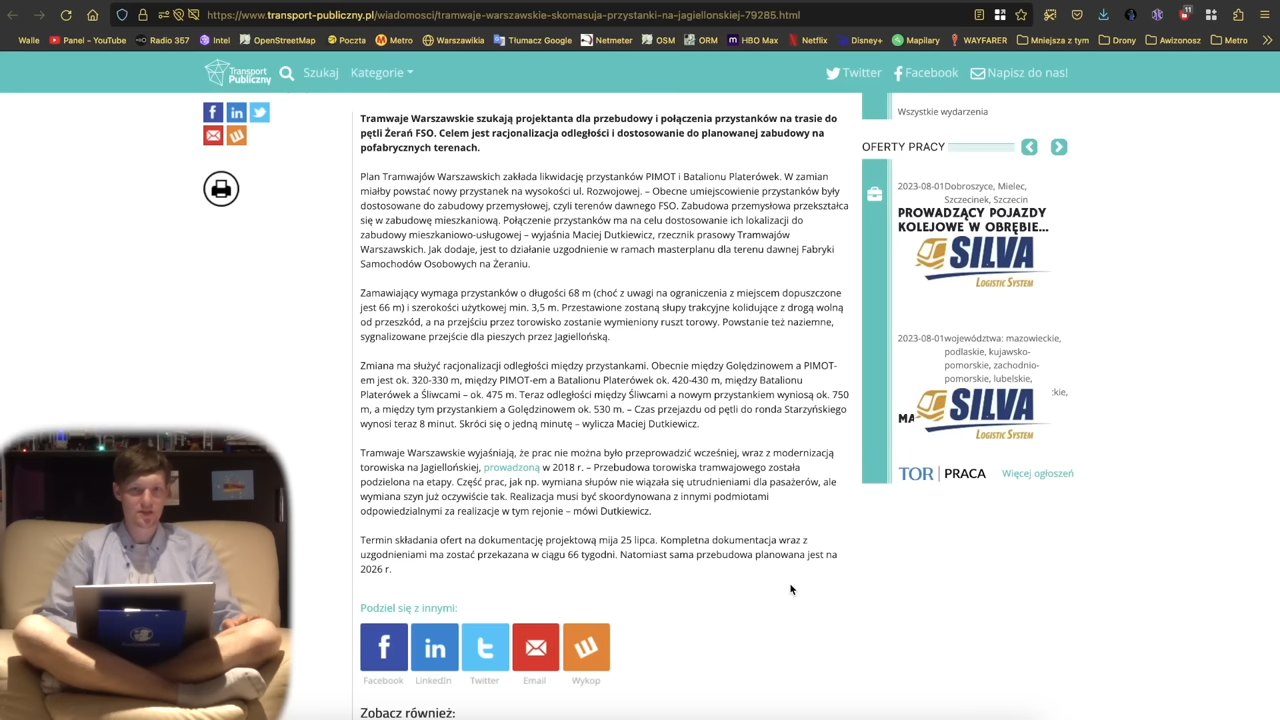 https://www.transport-publiczny.pl/wiadomosci/tramwaje-warszawskie-skomasuja-przystanki-na-jagiellonskiej-79285.html
11
Walle
Panel - YouTube
Radio 357
Intel
OpenStreetMap
Poczta
Metro
Warszawikia
Tłumacz Google
Netmeter
OSM
ORM
HBO Max
Netflix
Disney+
Mapilary
WAYFARER
Mniejsza z tym
Drony
Awizonosz
Metro
Transport
Publiczny
Szukaj
Kategorie
Twitter
Facebook
Napisz do nas!
Tramwaje Warszawskie szukają projektanta dla przebudowy i połączenia przystanków na trasie do
pętli Żerań FSO. Celem jest racjonalizacja odległości i dostosowanie do planowanej zabudowy na
pofabrycznych terenach.
Plan Tramwajów Warszawskich zakłada likwidację przystanków PIMOT i Batalionu Platerówek. W zamian
miałby powstać nowy przystanek na wysokości ul. Rozwojowej. – Obecne umiejscowienie przystanków były
dostosowane do zabudowy przemysłowej, czyli terenów dawnego FSO. Zabudowa przemysłowa przekształca
się w zabudowę mieszkaniową. Połączenie przystanków ma na celu dostosowanie ich lokalizacji do
zabudowy mieszkaniowo-usługowej – wyjaśnia Maciej Dutkiewicz, rzecznik prasowy Tramwajów
Warszawskich. Jak dodaje, jest to działanie uzgodnienie w ramach masterplanu dla terenu dawnej Fabryki
Samochodów Osobowych na Żeraniu.
Zamawiający wymaga przystanków o długości 68 m (choć z uwagi na ograniczenia z miejscem dopuszczone
jest 66 m) i szerokości użytkowej min. 3,5 m. Przestawione zostaną słupy trakcyjne kolidujące z drogą wolną
od przeszkód, a na przejściu przez torowisko zostanie wymieniony ruszt torowy. Powstanie też naziemne,
sygnalizowane przejście dla pieszych przez Jagiellońską.
Zmiana ma służyć racjonalizacji odległości między przystankami. Obecnie między Golędzinowem a PIMOT-
em jest ok. 320-330 m, między PIMOT-em a Batalionu Platerówek ok. 420-430 m, między Batalionu
Platerówek a Śliwcami – ok. 475 m. Teraz odległości między Śliwcami a nowym przystankiem wyniosą ok. 750
m, a między tym przystankiem a Golędzinowem ok. 530 m. – Czas przejazdu od pętli do ronda Starzyńskiego
wynosi teraz 8 minut. Skróci się o jedną minutę – wylicza Maciej Dutkiewicz.
Tramwaje Warszawskie wyjaśniają, że prac nie można było przeprowadzić wcześniej, wraz z modernizacją
torowiska na Jagiellońskiej, prowadzoną w 2018 r. – Przebudowa torowiska tramwajowego została
podzielona na etapy. Część prac, jak np. wymiana słupów nie wiązała się utrudnieniami dla pasażerów, ale
wymiana szyn już oczywiście tak. Realizacja musi być skoordynowana z innymi podmiotami
odpowiedzialnymi za realizacje w tym rejonie – mówi Dutkiewicz.
Termin składania ofert na dokumentację projektową mija 25 lipca. Kompletna dokumentacja wraz z
uzgodnieniami ma zostać przekazana w ciągu 66 tygodni. Natomiast sama przebudowa planowana jest na
2026 r.
Podziel się z innymi:
Facebook
LinkedIn
Twitter
Email
Wykop
Zobacz również:
Wszystkie wydarzenia
OFERTY PRACY
2023-08-01Dobroszyce, Mielec,
Szczecinek, Szczecin
PROWADZĄCY POJAZDY
KOLEJOWE W OBRĘBIE...
SILVA
LOGISTIC SYSTEM
2023-08-01województwa: mazowieckie,
podlaskie, kujawsko-
pomorskie, zachodnio-
pomorskie, lubelskie,
:kie,
MA
SILVA
LOGISTIC SYSTEM
TOR PRACA
Więcej ogłoszeń